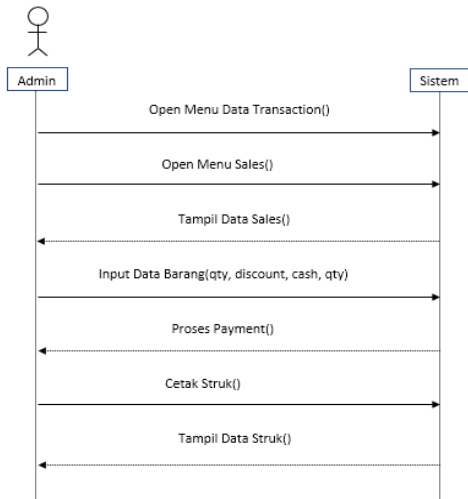 Admin
Sistem
Open Menu Data Transaction()
Open Menu Sales()
Tampil Data Sales()
Input Data Barang(qty, discount, cash, qty)
Proses Payment()
Cetak Struk()
Tampil Data Struk()